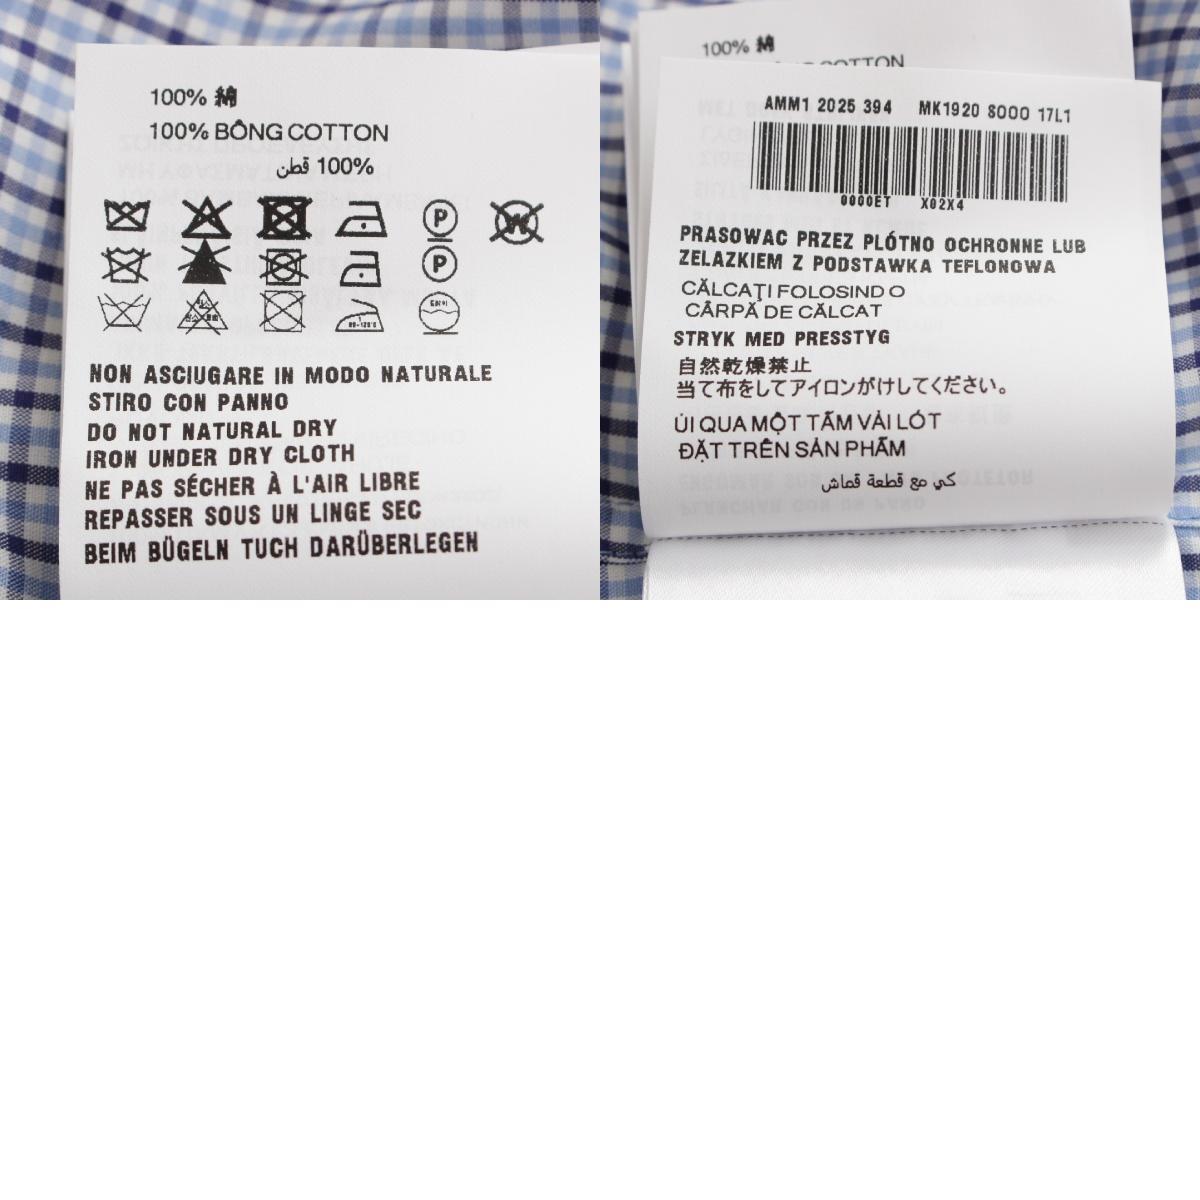 100% 綿
100% BÔNG COTTON
100% قطن
P
W
P
NON ASCIUGARE IN MODO NATURALE
STIRO CON PANNO
DO NOT NATURAL DRY
IRON UNDER DRY CLOTH
NE PAS SÉCHER À L'AIR LIBRE
REPASSER SOUS UN LINGE SEC
BEIM BÜGELN TUCH DARÜBERLEGEN
100% 綿
COTTON
AMM1 2025 394 MK1920 SOOO 17L1
0000ET X02X4
PRASOWAC PRZEZ PLÓTNO OCHRONNE LUB
ZELAZKIEM Z PODSTAWKA TEFLONOWA
CĂLCAȚI FOLOSIND O
CÂRPĂ DE CĂLCAT
STRYK MED PRESSTYG
自然乾燥禁止
当て布をしてアイロンがけしてください。
ỦI QUA MỘT TẤM VẢI LÓT
ĐẶT TRÊN SẢN PHẨM
كي مع قطعة قماش